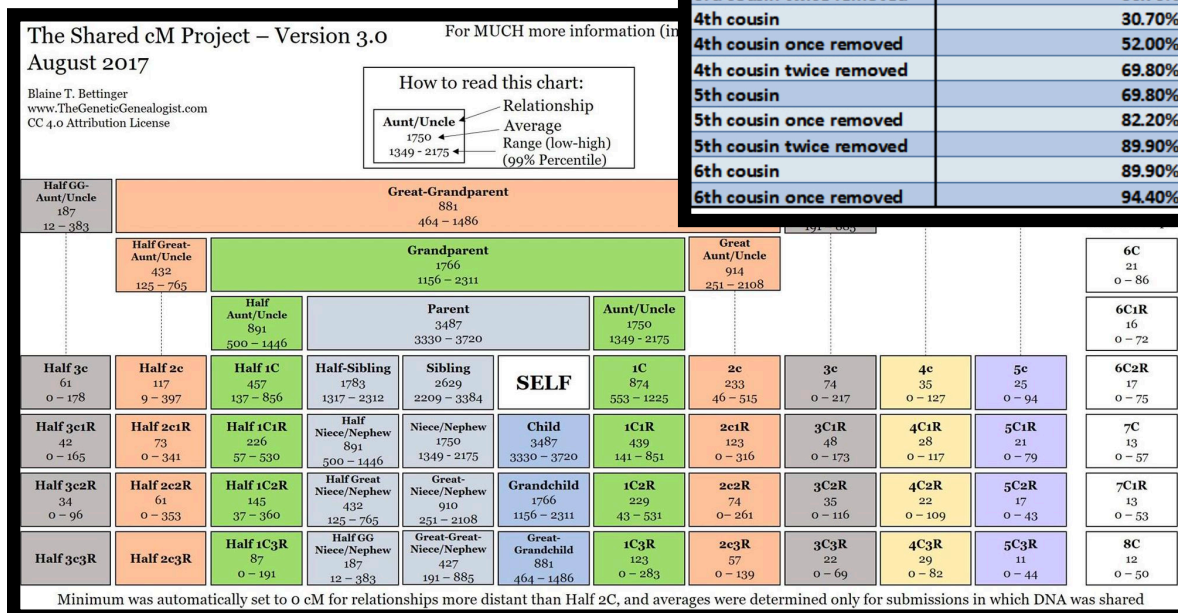 The Shared cM Project – Version 3.0
August 2017
For MUCH more information (in
Blaine T. Bettinger
www.TheGeneticGenealogist.com
CC 4.0 Attribution License
How to read this chart:
Relationship
Average
Range (low-high)
(99% Percentile)
Aunt/Uncle
1750
1349 - 2175
4th cousin 30.70%
4th cousin once removed 52.00%
4th cousin twice removed 69.80%
5th cousin 69.80%
5th cousin once removed 82.20%
5th cousin twice removed 89.90%
6th cousin 89.90%
6th cousin once removed 94.40%
Half GG-
Aunt/Uncle
187
12 – 383
Great-Grandparent
881
464 – 1486
Half Great-
Aunt/Uncle
432
125 – 765
Grandparent
1766
1156 – 2311
Great
Aunt/Uncle
914
251 – 2108
6C
21
0 – 86
Half
Aunt/Uncle
891
500 – 1446
Parent
3487
3330 – 3720
Aunt/Uncle
1750
1349 - 2175
6C1R
16
0 – 72
Half 3c
61
0 – 178
Half 2c
117
9 – 397
Half 1C
457
137 – 856
Half-Sibling
1783
1317 – 2312
Sibling
2629
2209 – 3384
SELF
1C
874
553 – 1225
2c
233
46 – 515
3c
74
0 – 217
4c
35
0 – 127
5c
25
0 – 94
6C2R
17
0 – 75
Half 3c1R
42
0 – 165
Half 2c1R
73
0 – 341
Half 1C1R
226
57 – 530
Half
Niece/Nephew
891
500 – 1446
Niece/Nephew
1750
1349 - 2175
Child
3487
3330 – 3720
1C1R
439
141 – 851
2c1R
123
0 – 316
3C1R
48
0 – 173
4C1R
28
0 – 117
5C1R
21
0 – 79
7C
13
0 – 57
Half 3c2R
34
0 – 96
Half 2c2R
61
0 – 353
Half 1C2R
145
37 – 360
Half Great
Niece/Nephew
432
125 – 765
Great-
Niece/Nephew
910
251 – 2108
Grandchild
1766
1156 – 2311
1C2R
229
43 – 531
2c2R
74
0 – 261
3C2R
35
0 – 116
4C2R
22
0 – 109
5C2R
17
0 – 43
7C1R
13
0 – 53
Half 3c3R
Half 2c3R
Half 1C3R
87
0 – 191
Half GG
Niece/Nephew
187
12 – 383
Great-Great-
Niece/Nephew
427
191 – 885
Great-
Grandchild
881
464 – 1486
1C3R
123
0 – 283
2c3R
57
0 – 139
3C3R
22
0 – 69
4C3R
29
0 – 82
5C3R
11
0 – 44
8C
12
0 – 50
Minimum was automatically set to 0 cM for relationships more distant than Half 2C, and averages were determined only for submissions in which DNA was shared